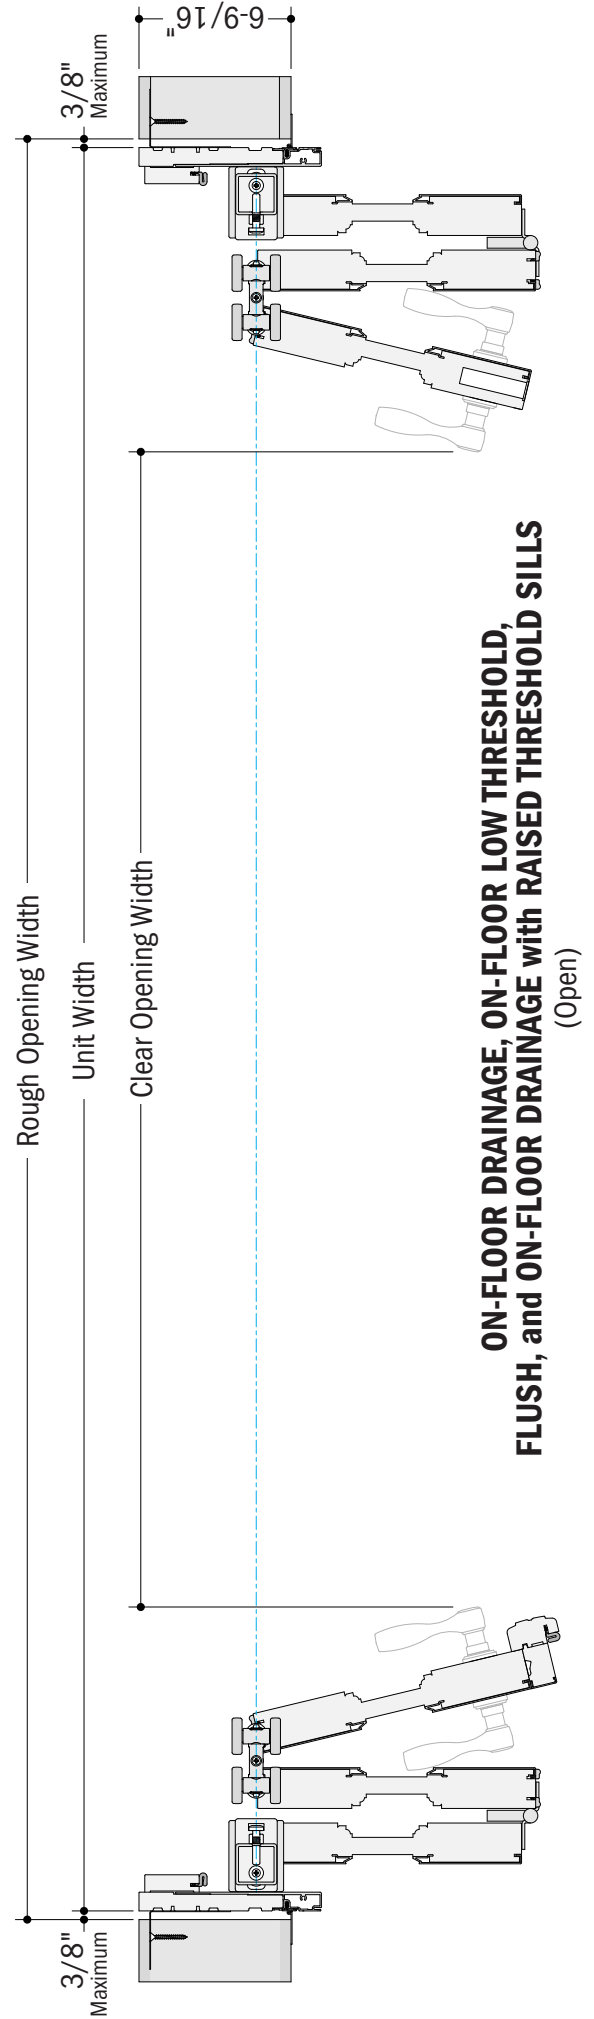 Rough Opening Width
Unit Width
Clear Opening Width
3/8"
Maximum
3/8"
Maximum
6-9/16"
ON-FLOOR DRAINAGE, ON-FLOOR LOW THRESHOLD,
FLUSH, and ON-FLOOR DRAINAGE with RAISED THRESHOLD SILLS
(Open)